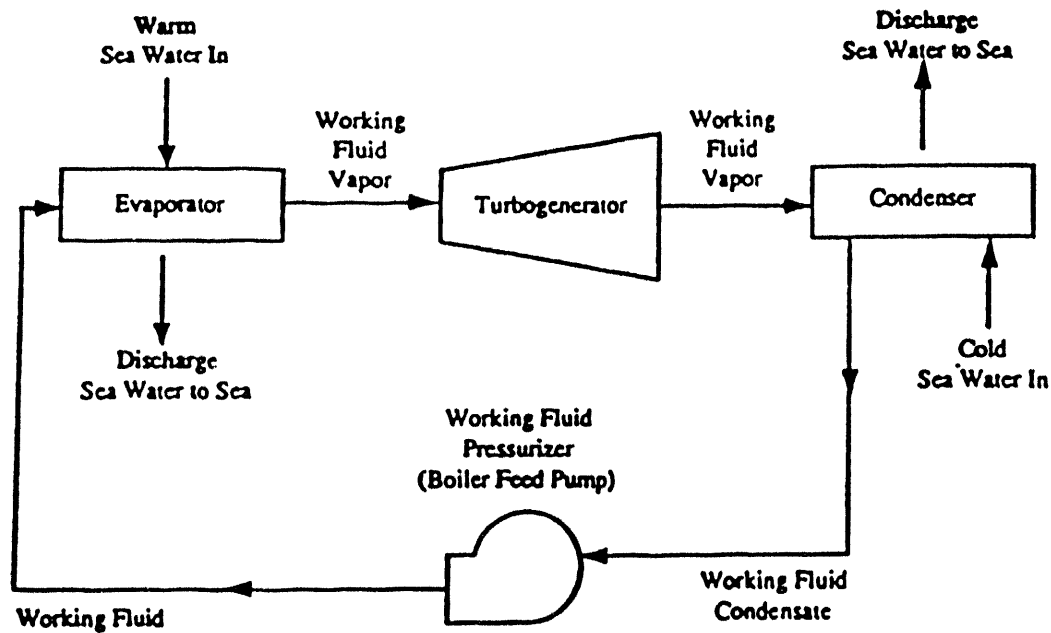 Warm
Sea Water In
Discharge
Sea Water to Sea
Working
Fluid
Vapor
Working
Fluid
Vapor
Evaporator
Turbogenerator
Condenser
Discharge
Sea Water to Sea
Cold
Sea Water In
Working Fluid
Pressurizer
(Boiler Feed Pump)
Working Fluid
Condensate
Working Fluid